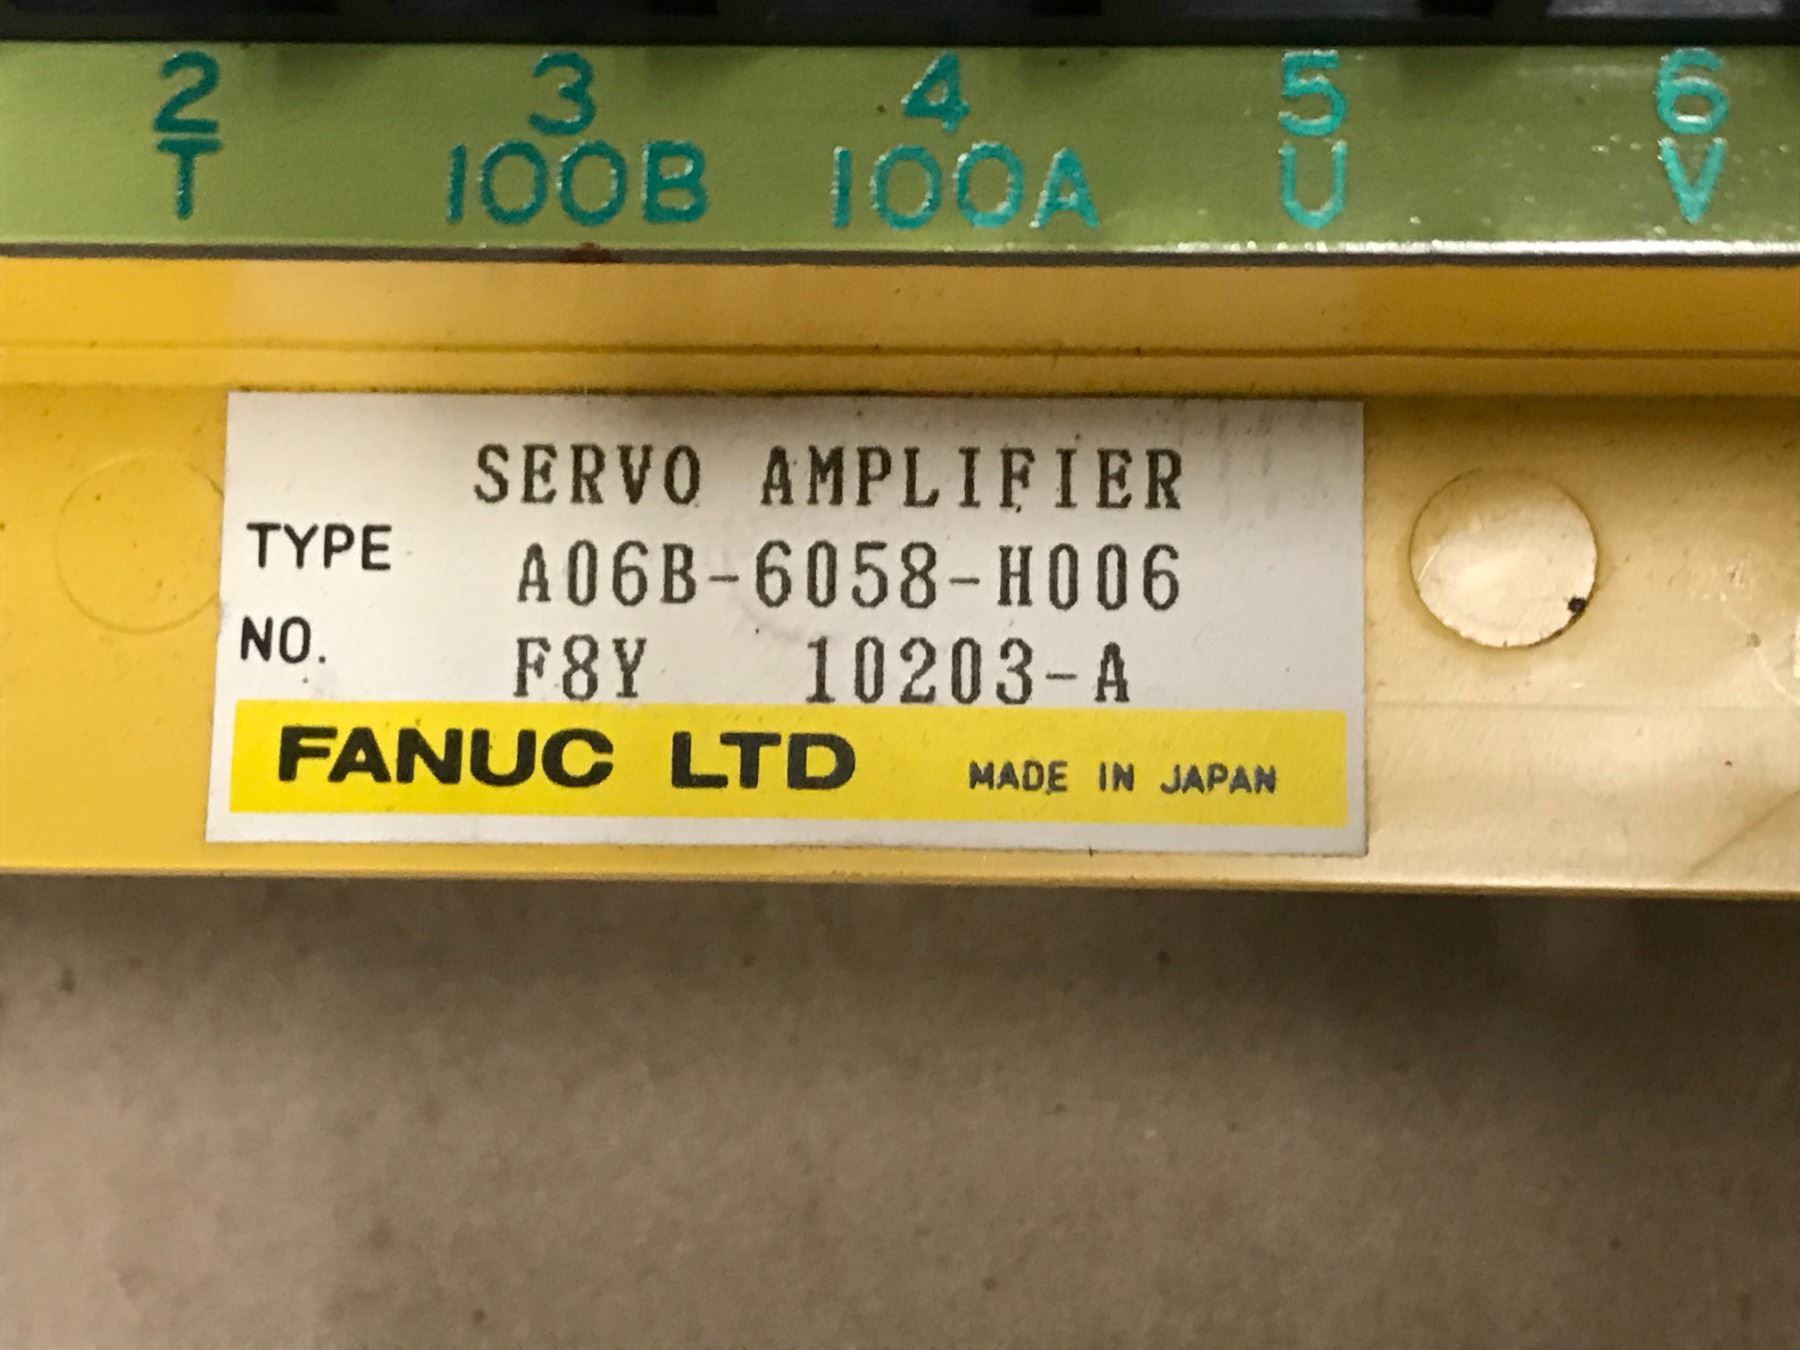 2 3 4 5 6
T 100B 100A U V
SERVO AMPLIFIER
TYPE A06B-6058-H006
NO. F8Y 10203-A
FANUC LTD MADE IN JAPAN